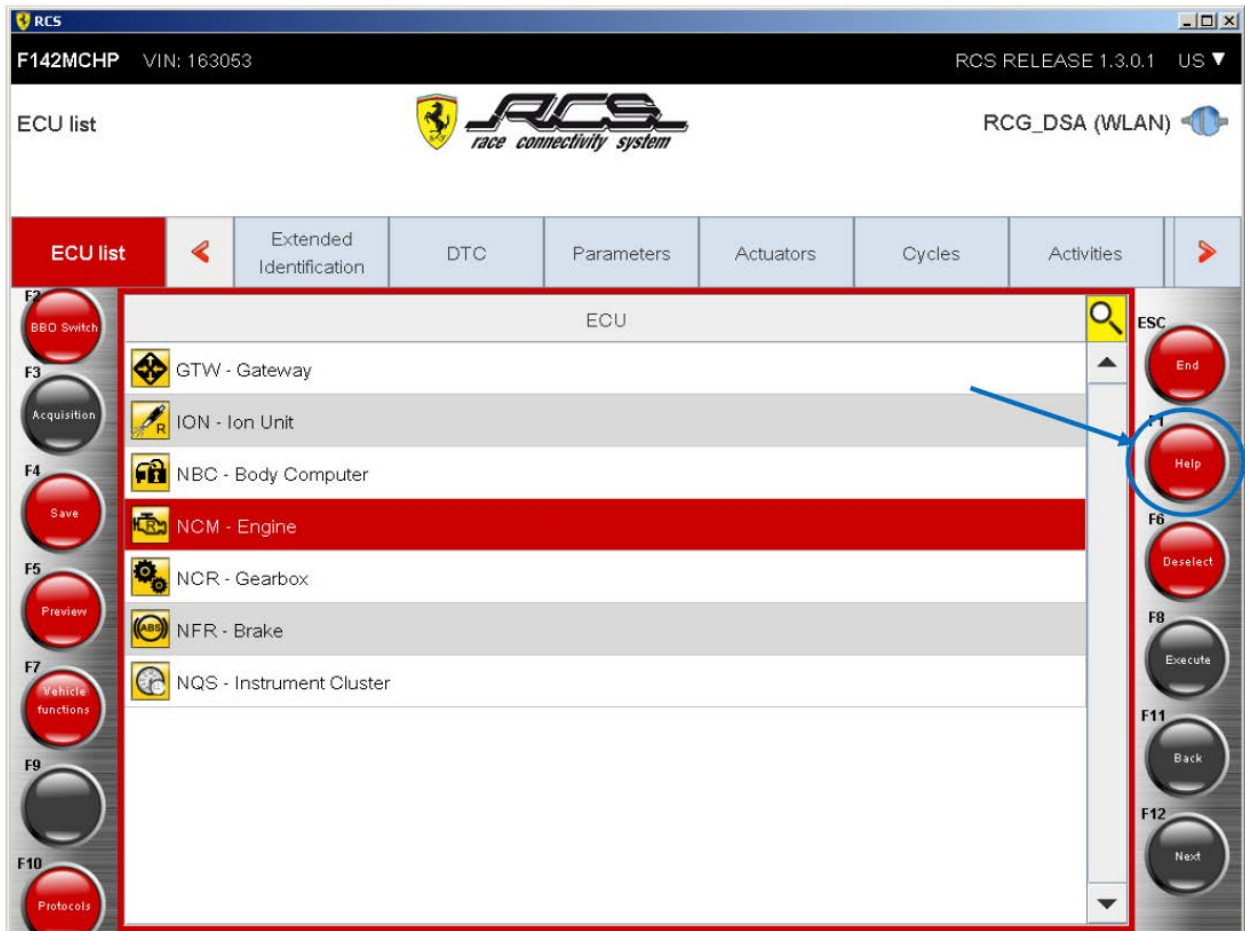 RCS
F142MCHP VIN: 163053 RCS RELEASE 1.3.0.1 US
ECU list
RCS
race connectivity system
RCG_DSA (WLAN)
ECU list
Extended
Identification
DTC
Parameters
Actuators
Cycles
Activities
F2
BBO Switch
F3
Acquisition
F4
Save
F5
Preview
F7
Vehicle
functions
F9
F10
Protocols
ECU
GTW - Gateway
R
ION - Ion Unit
NBC - Body Computer
R
NCM - Engine
NCR - Gearbox
ABS
NFR - Brake
NQS - Instrument Cluster
ESC
End
F1
Help
F6
Deselect
F8
Execute
F11
Back
F12
Next